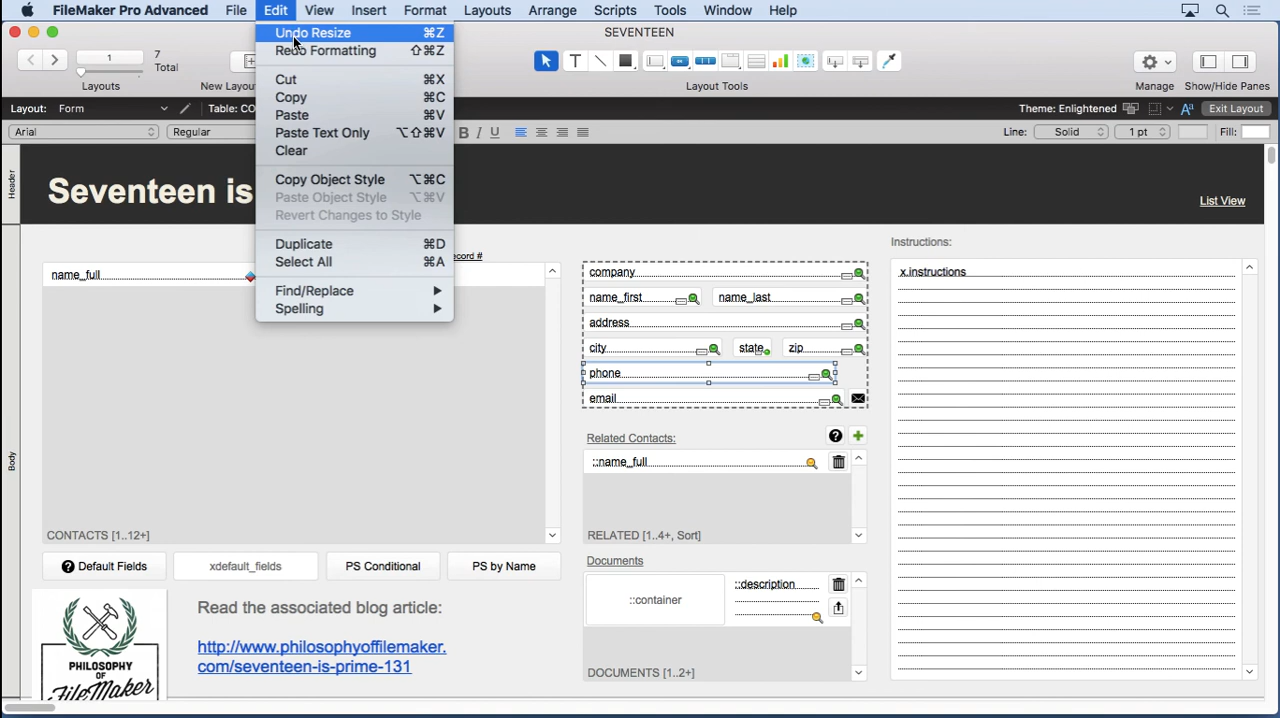 FileMaker Pro Advanced File Edit View Insert Format Layouts Arrange Scripts Tools Window Help
SEVENTEEN
1 7 Total
Layouts New Layou Layout Tools Manage Show/Hide Panes
Undo Resize ⌘Z
Redo Formatting ⇧⌘Z
Cut ⌘X
Copy ⌘C
Paste ⌘V
Paste Text Only ⌥⇧⌘V
Clear
Copy Object Style ⌥⌘C
Paste Object Style ⌥⌘V
Revert Changes to Style
Duplicate ⌘D
Select All ⌘A
Find/Replace
Spelling
Layout: Form Table: CO Theme: Enlightened Aª Exit Layout
Arial Regular B I U Line: Solid 1 pt Fill:
Header
Seventeen is
List View
Body
ecord #
name_full
CONTACTS [1..12+]
company
name_first name_last
address
city state zip
phone
email
Related Contacts:
::name_full
RELATED [1..4+, Sort]
Documents
::container ::description
DOCUMENTS [1..2+]
Instructions:
x.instructions
Default Fields xdefault_fields PS Conditional PS by Name
PHILOSOPHY
OF
FileMaker
Read the associated blog article:
http://www.philosophyoffilemaker.
com/seventeen-is-prime-131